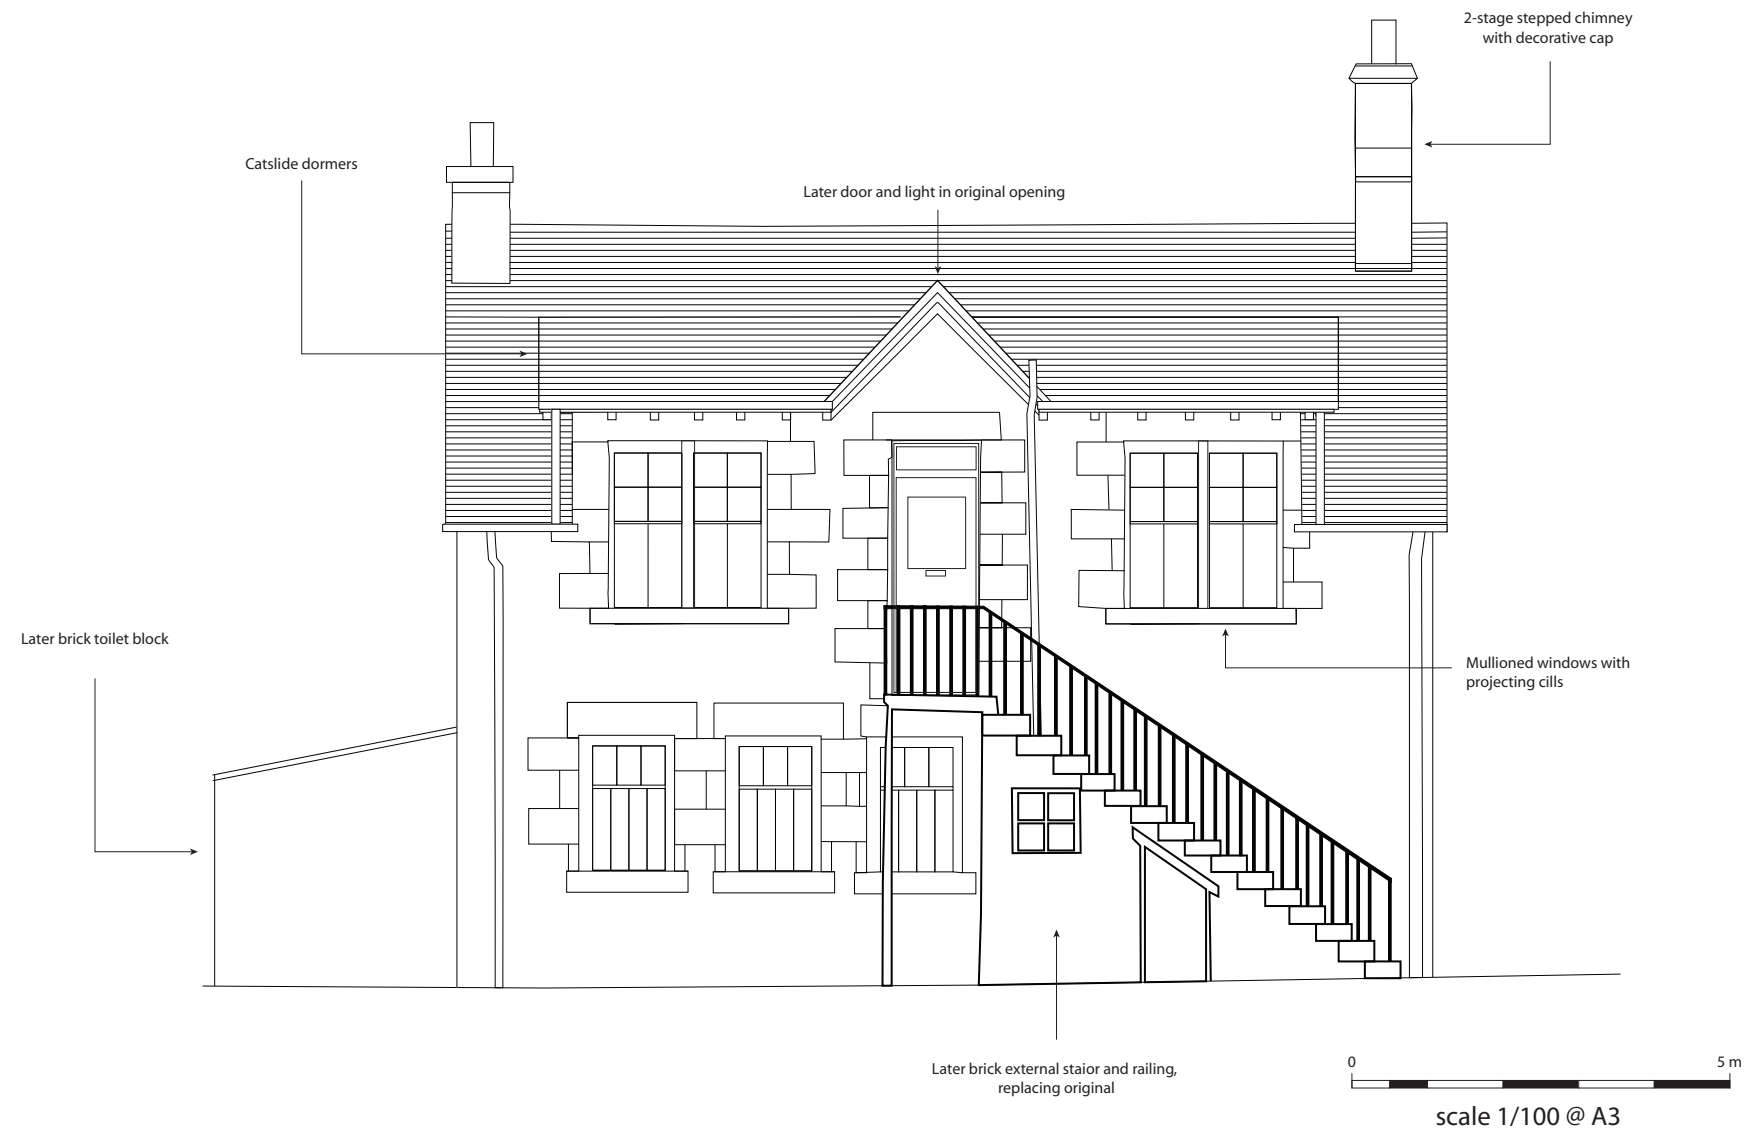 2-stage stepped chimney
with decorative cap
Catslide dormers
Later door and light in original opening
Later brick toilet block
Mullioned windows with
projecting cills
Later brick external staior and railing,
replacing original
0 5 m
scale 1/100 @ A3